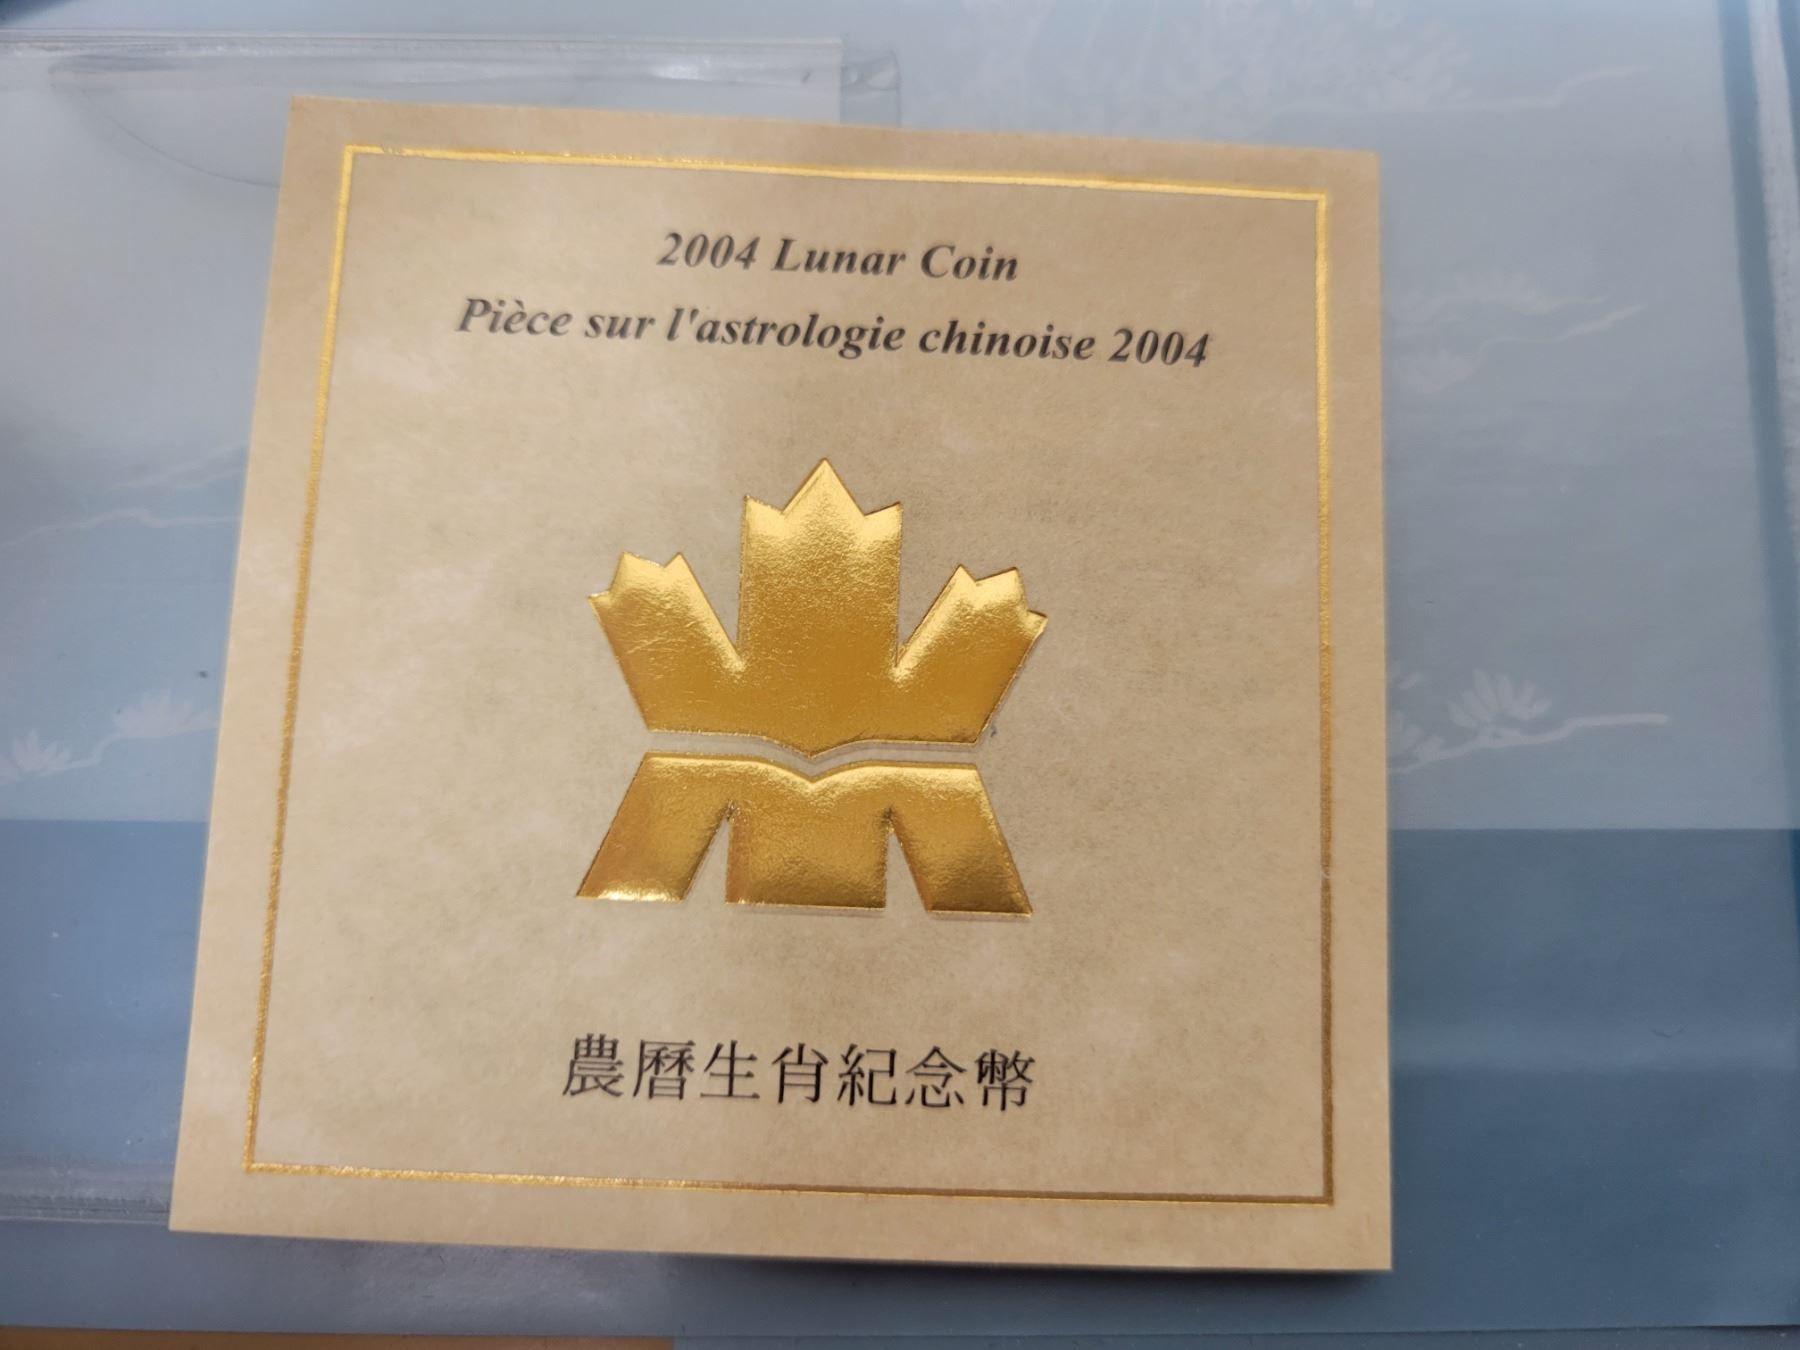 2004 Lunar Coin
Pièce sur l'astrologie chinoise 2004
農曆生肖紀念幣